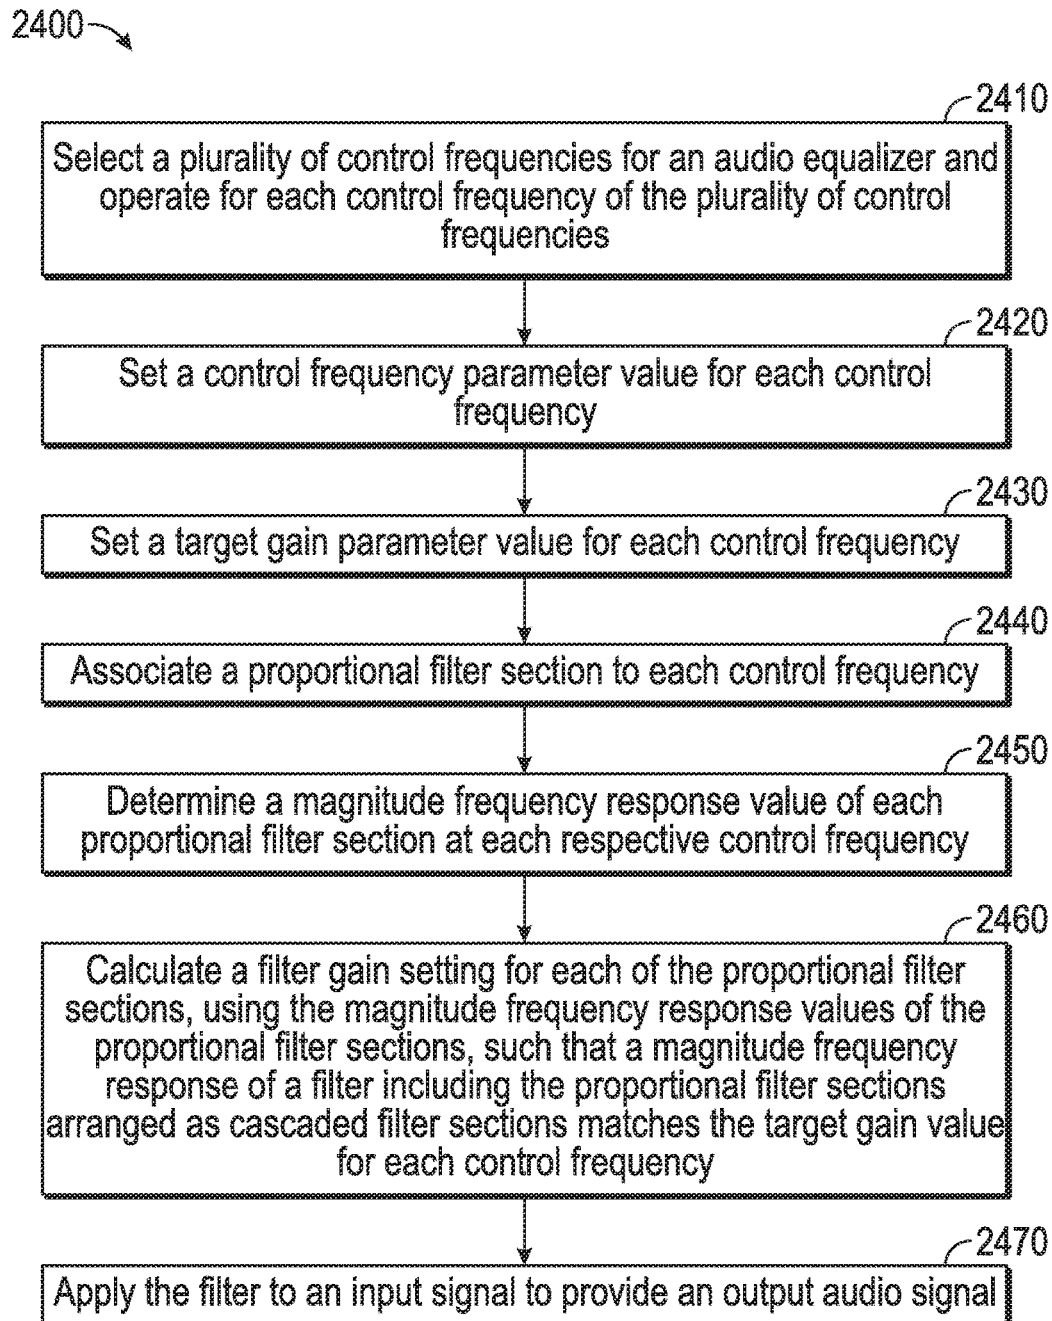 2400
2410
Select a plurality of control frequencies for an audio equalizer and
operate for each control frequency of the plurality of control
frequencies
2420
Set a control frequency parameter value for each control
frequency
2430
Set a target gain parameter value for each control frequency
2440
Associate a proportional filter section to each control frequency
2450
Determine a magnitude frequency response value of each
proportional filter section at each respective control frequency
2460
Calculate a filter gain setting for each of the proportional filter
sections, using the magnitude frequency response values of the
proportional filter sections, such that a magnitude frequency
response of a filter including the proportional filter sections
arranged as cascaded filter sections matches the target gain value
for each control frequency
2470
Apply the filter to an input signal to provide an output audio signal